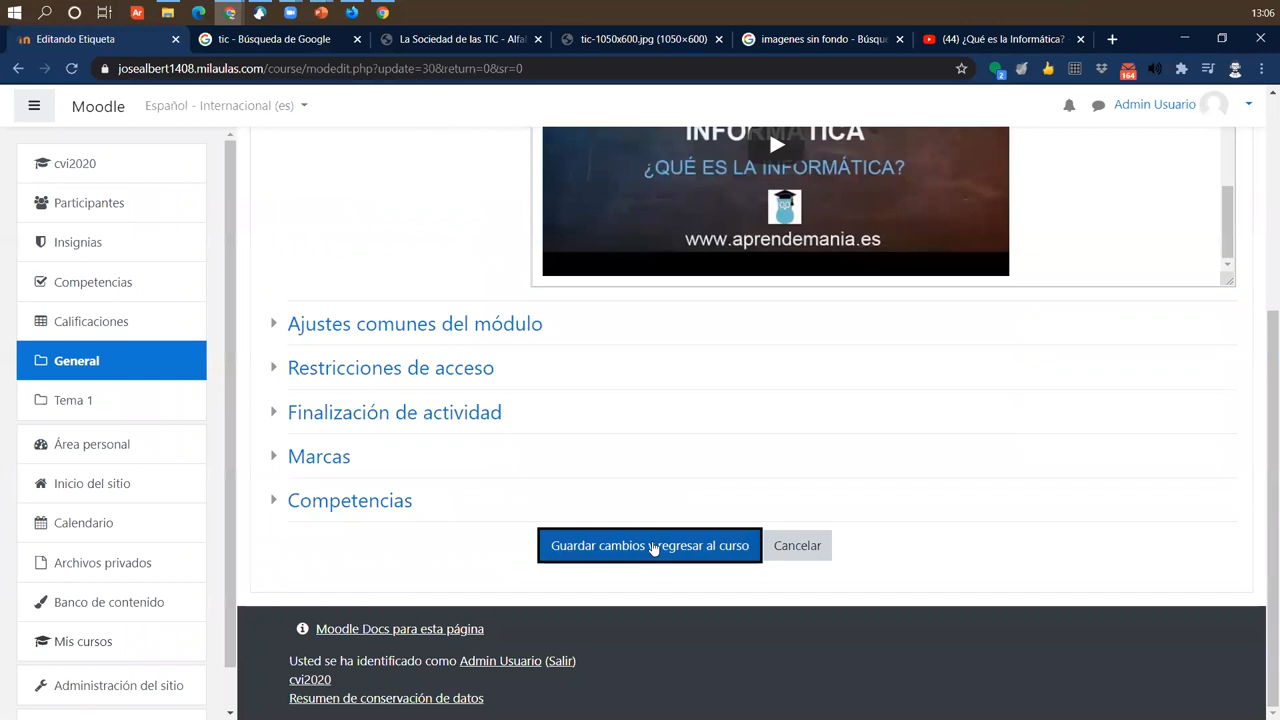 13:06
Editando Etiqueta
tic - Búsqueda de Google
La Sociedad de las TIC - Alfal
tic-1050x600.jpg (1050×600)
imagenes sin fondo - Búsqu
(44) ¿Qué es la Informática?
josealbert1408.milaulas.com/course/modedit.php?update=30&return=0&sr=0
2
164
Moodle
Español - Internacional (es)
Admin Usuario
cvi2020
Participantes
Insignias
Competencias
Calificaciones
General
Tema 1
Área personal
Inicio del sitio
Calendario
Archivos privados
Banco de contenido
Mis cursos
Administración del sitio
INFORMÁTICA
¿QUÉ ES LA INFORMÁTICA?
www.aprendemania.es
Ajustes comunes del módulo
Restricciones de acceso
Finalización de actividad
Marcas
Competencias
Guardar cambios y regresar al curso
Cancelar
Moodle Docs para esta página
Usted se ha identificado como Admin Usuario (Salir)
cvi2020
Resumen de conservación de datos